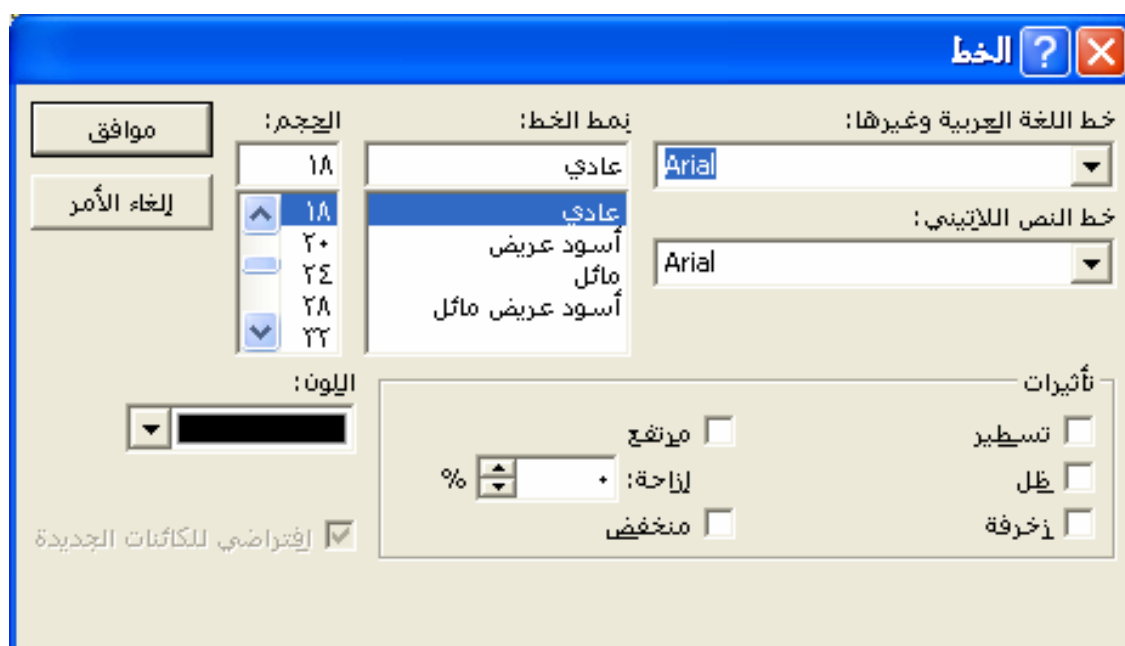 الخط
خط اللغة العربية وغيرها:
Arial
خط النص اللاتيني:
Arial
نمط الخط:
عادي
عادي
أسود عريض
مائل
أسود عريض مائل
الحجم:
١٨
١٨
٢٠
٢٤
٢٨
٣٢
موافق
إلغاء الأمر
تأثيرات
تسطير
ظل
زخرفة
مرتفع
إزاحة: ٠ %
منخفض
اللون:
افتراضي للكائنات الجديدة